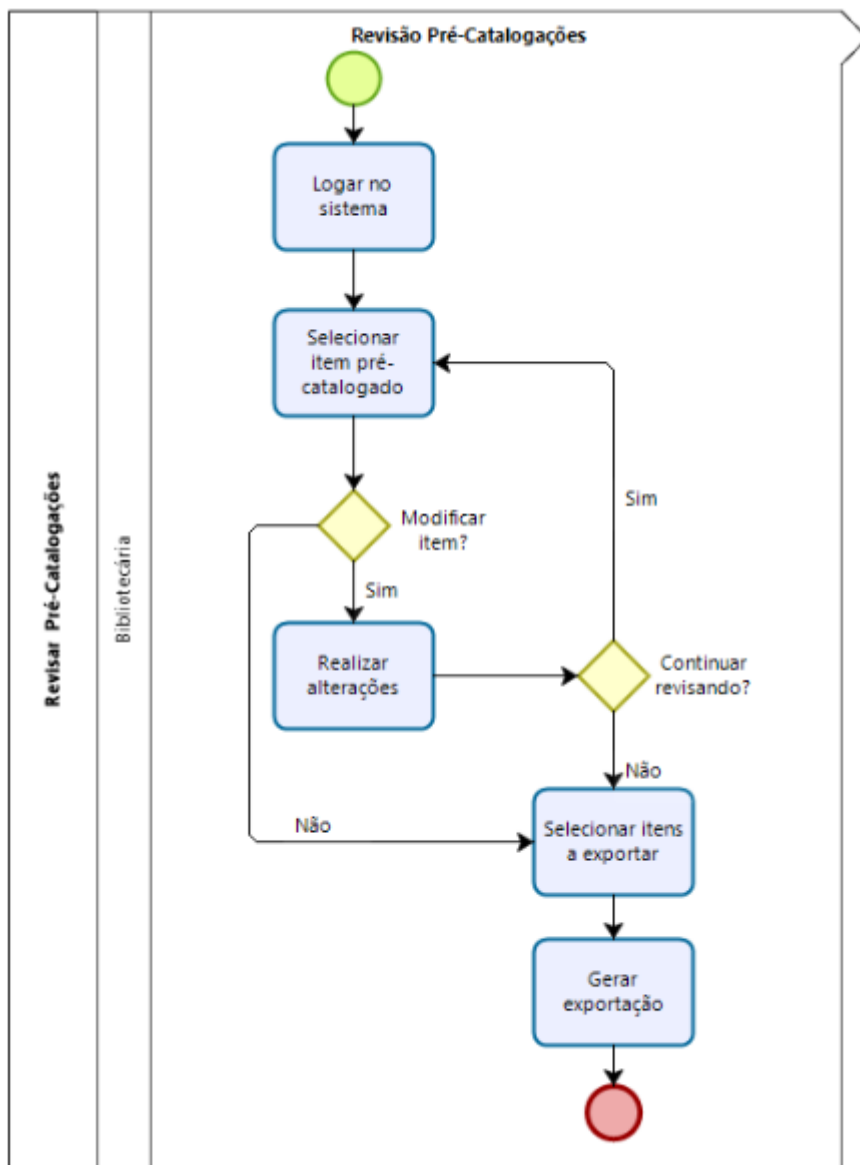 Revisão Pré-Catalogações
Revisar Pré-Catalogações
Bibliotecária
Logar no
sistema
Selecionar
item pré-
catalogado
Modificar
item?
Sim
Sim
Realizar
alterações
Continuar
revisando?
Não
Não
Selecionar itens
a exportar
Gerar
exportação